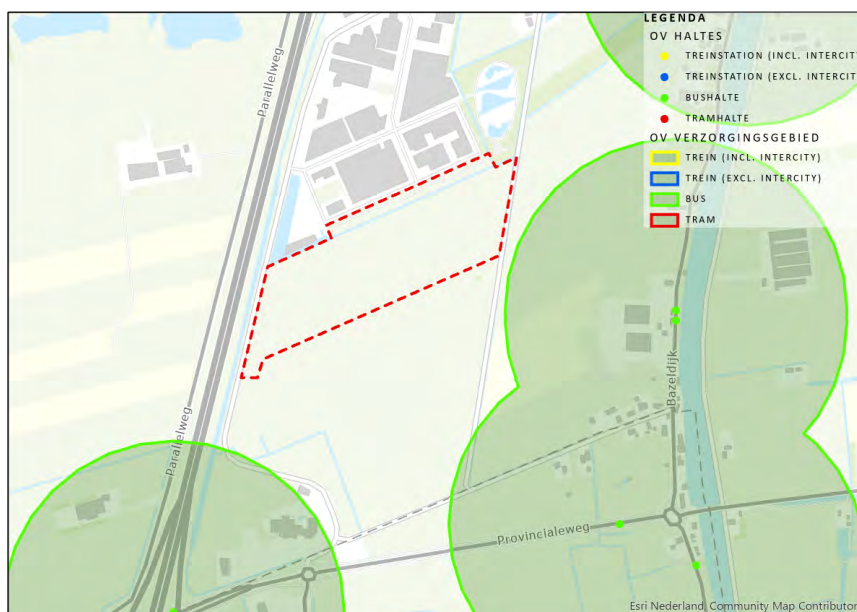 LEGENDA
OV HALTES
TREINSTATION (INCL. INTERCITY
TREINSTATION (EXCL. INTERCITY
BUSHALTE
TRAMHALTE
OV VERZORGINGSGEBIED
TREIN (INCL. INTERCITY)
TREIN (EXCL. INTERCITY)
BUS
TRAM
Parallelweg
Parallelweg
Bazeldijk
Provincialeweg
Esri Nederland, Community Map Contributor